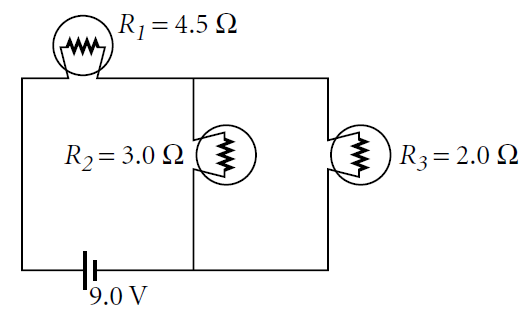 R₁ = 4.5 Ω
R₂ = 3.0 Ω
R₃ = 2.0 Ω
9.0 V